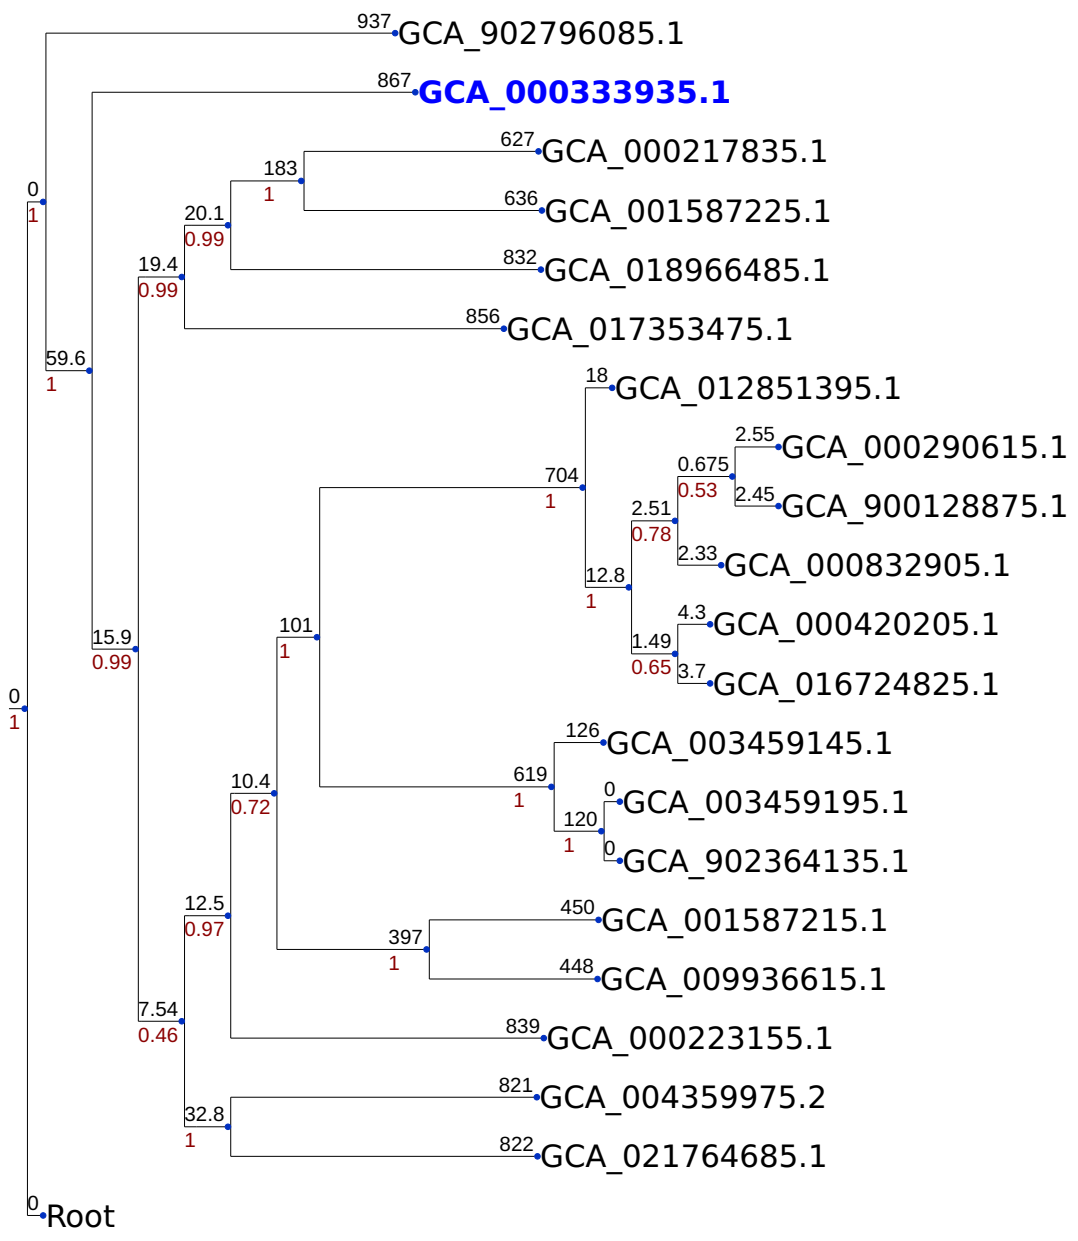 937 GCA_902796085.1
867 GCA_000333935.1
627 GCA_000217835.1
183
1
0
1
636 GCA_001587225.1
20.1
0.99
832 GCA_018966485.1
19.4
0.99
856 GCA_017353475.1
59.6
1
18 GCA_012851395.1
2.55 GCA_000290615.1
0.675
0.53
704
1
2.45 GCA_900128875.1
2.51
0.78
2.33 GCA_000832905.1
12.8
1
4.3 GCA_000420205.1
101
1
1.49
0.65
15.9
0.99
3.7 GCA_016724825.1
0
1
126 GCA_003459145.1
619
1
10.4
0.72
0 GCA_003459195.1
120
1
0 GCA_902364135.1
12.5
0.97
450 GCA_001587215.1
397
1
448 GCA_009936615.1
7.54
0.46
839 GCA_000223155.1
821 GCA_004359975.2
32.8
1
822 GCA_021764685.1
0 Root